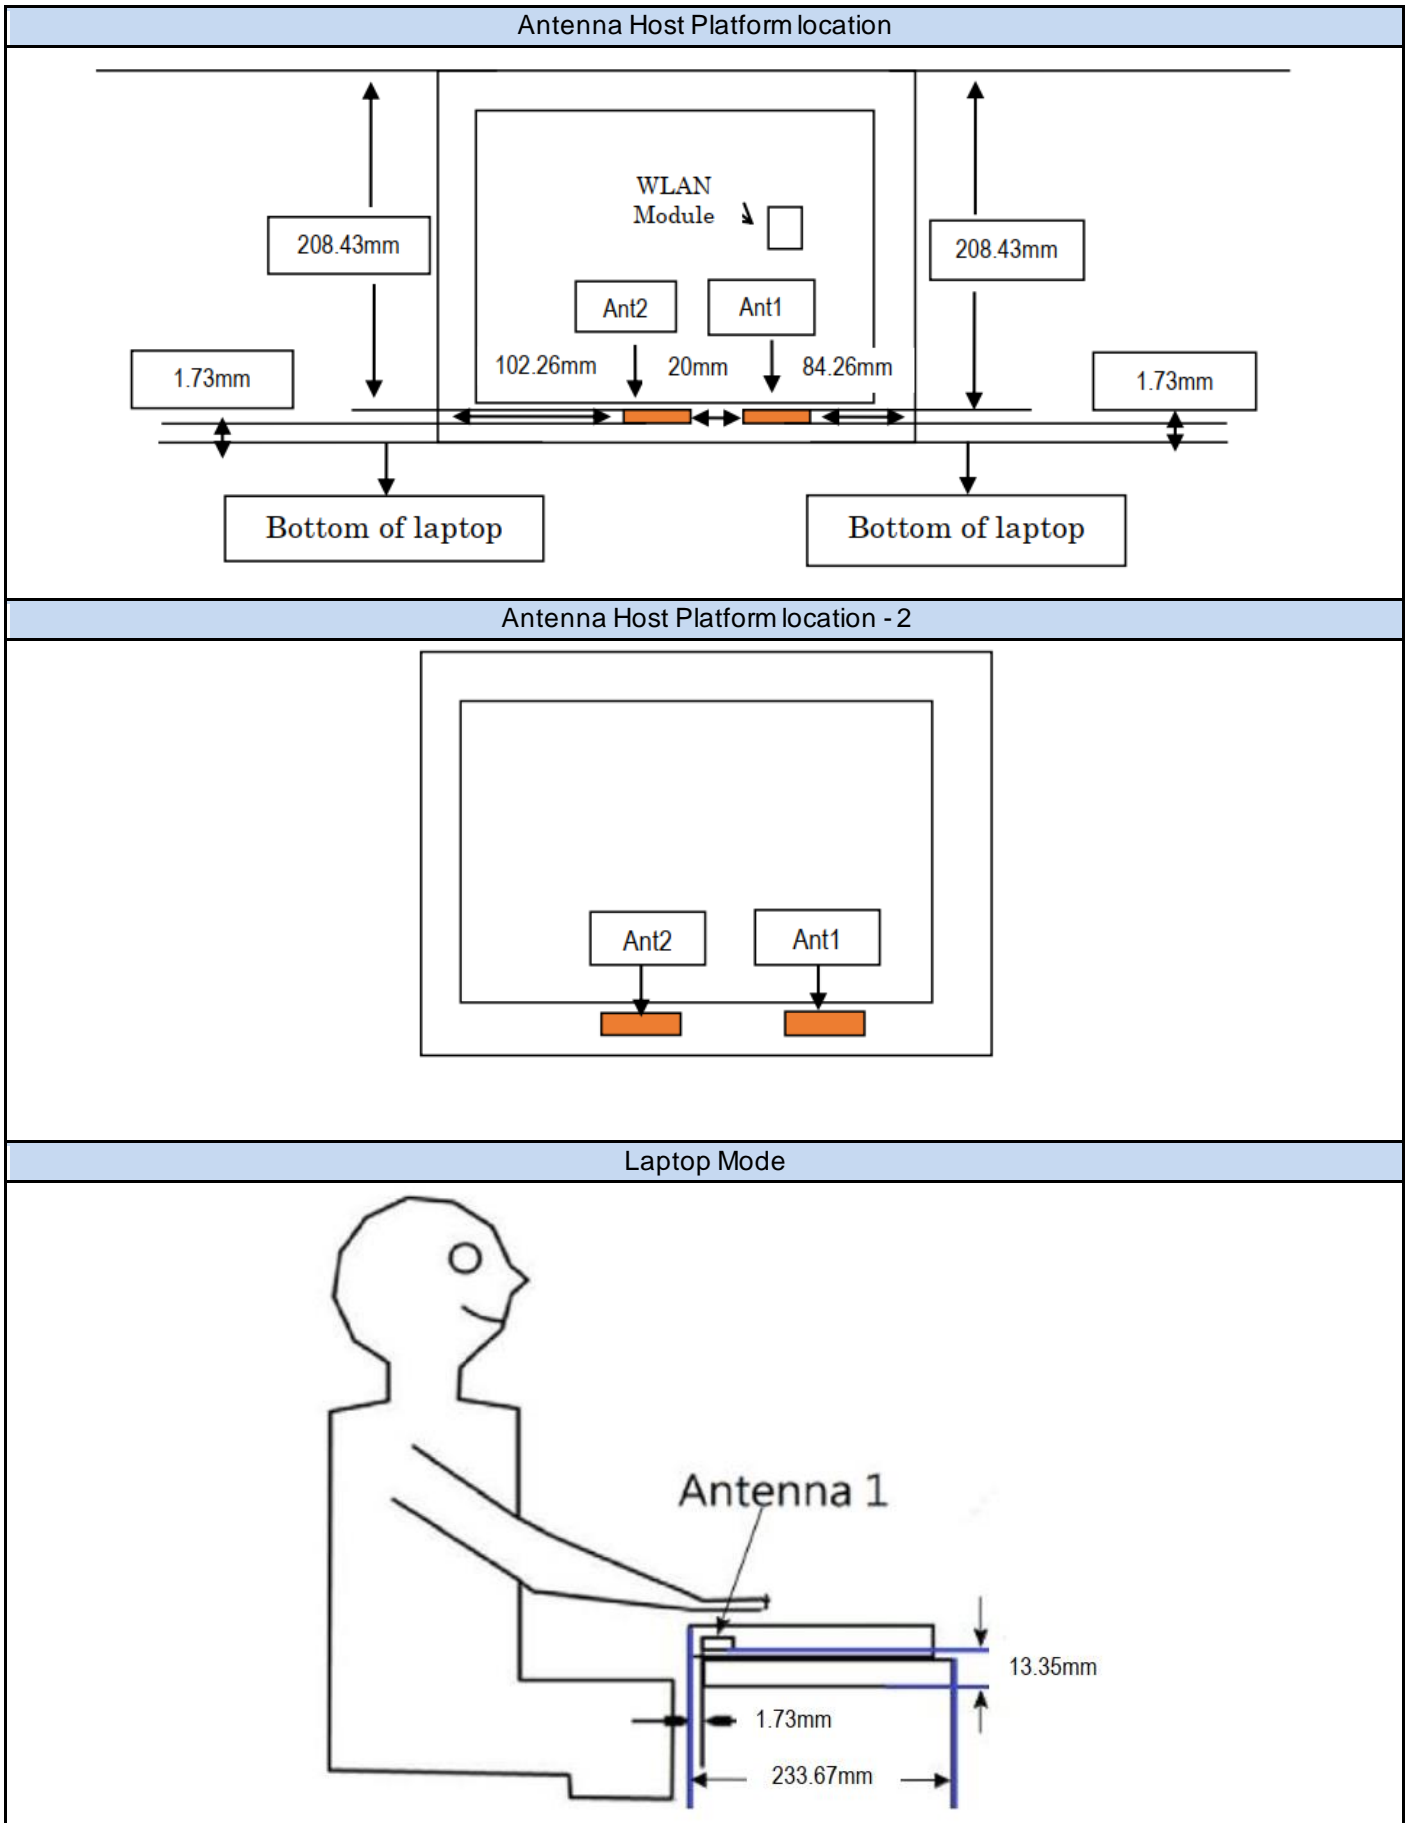 Antenna Host Platform location
WLAN
Module
208.43mm
208.43mm
Ant2
Ant1
102.26mm
20mm
84.26mm
1.73mm
1.73mm
Bottom of laptop
Bottom of laptop
Antenna Host Platform location - 2
Ant2
Ant1
Laptop Mode
Antenna 1
13.35mm
1.73mm
233.67mm